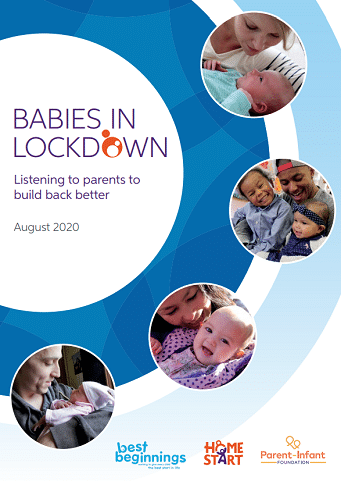 BABIES IN
LOCKDOWN
Listening to parents to
build back better
August 2020
best
beginnings
HOME
START
Parent-Infant
FOUNDATION